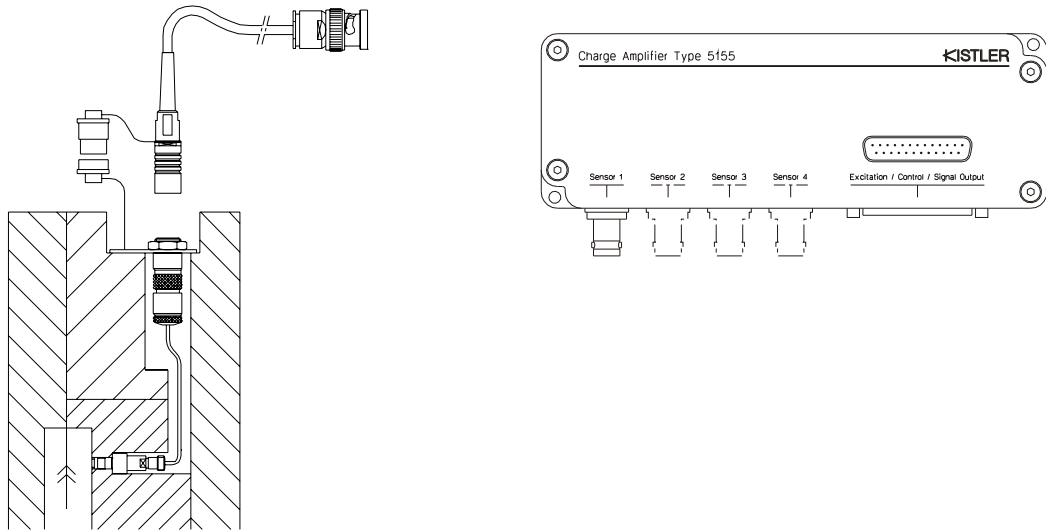 Charge Amplifier Type 5155
KISTLER
Sensor 1
Sensor 2
Sensor 3
Sensor 4
Excitation / Control / Signal Output